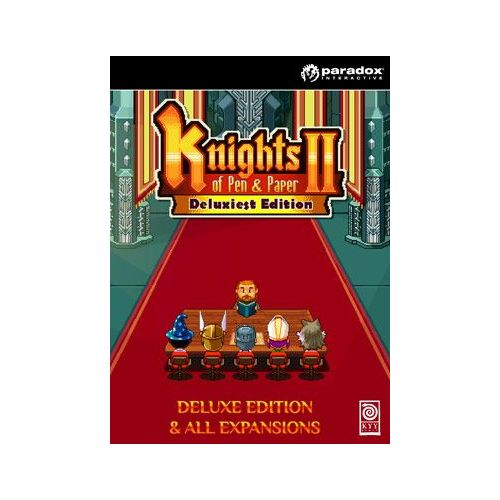 paradox
INTERACTIVE
Knights II
of Pen & Paper
Deluxiest Edition
DELUXE EDITION
& ALL EXPANSIONS
KYY